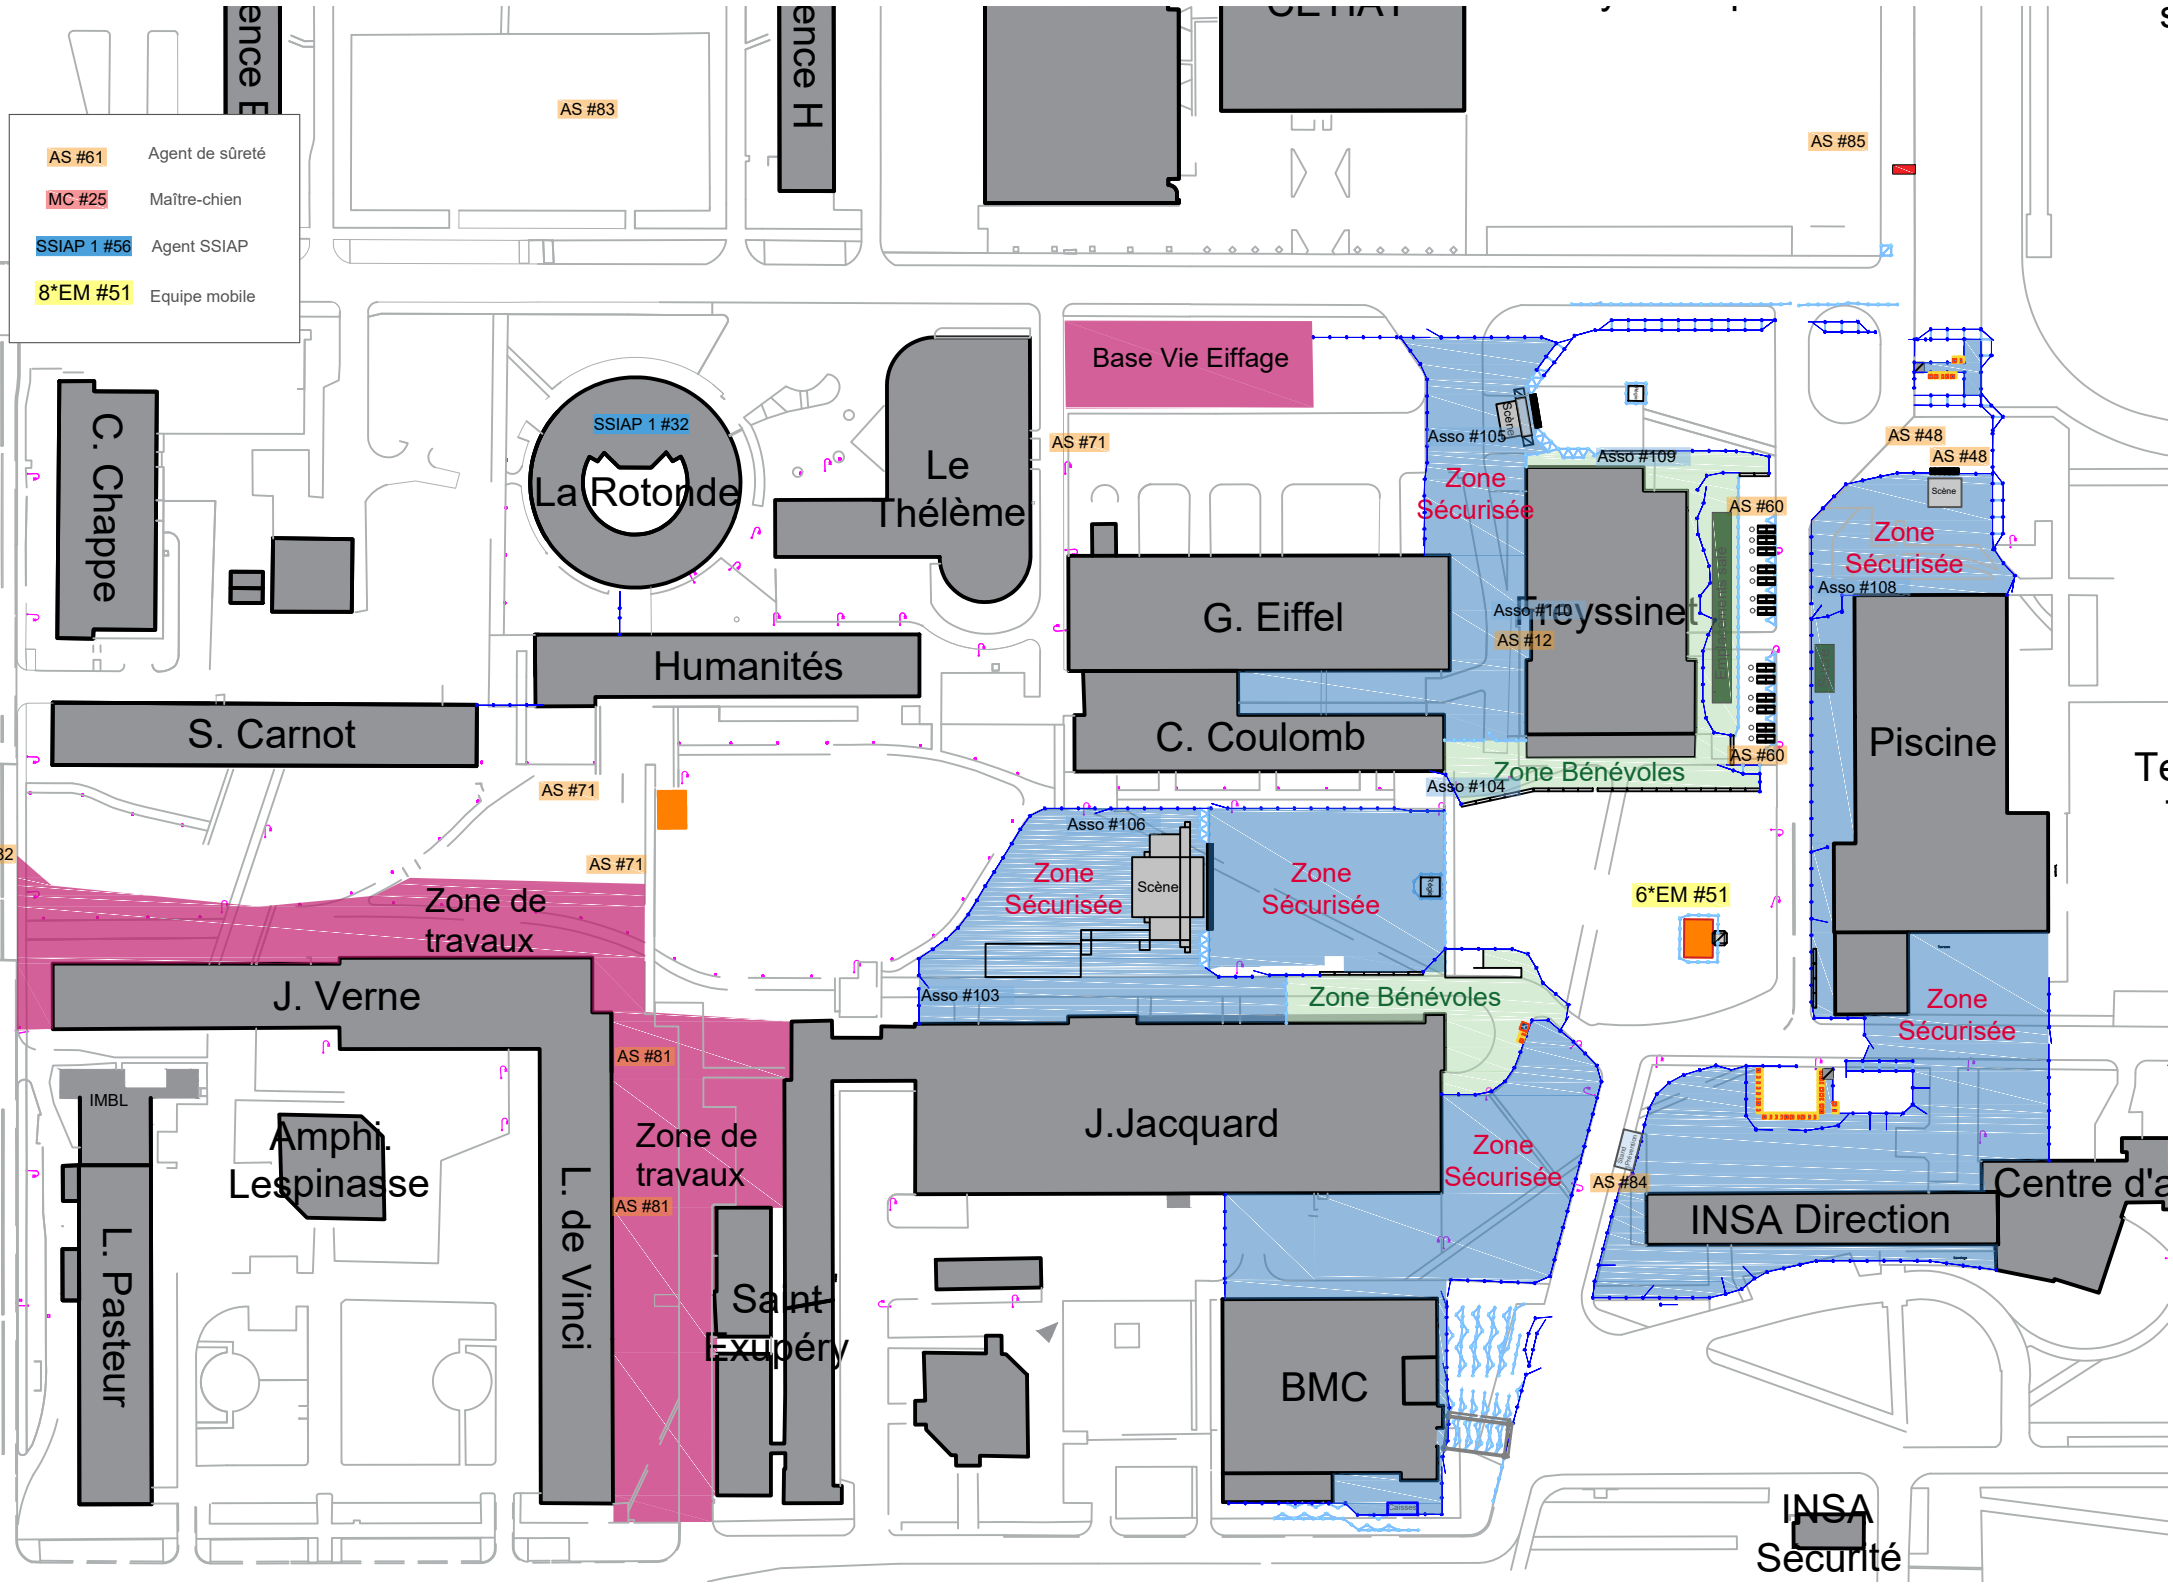 AS #83
AS #85
AS #61 Agent de sûreté
MC #25 Maître-chien
SSIAP 1 #56 Agent SSIAP
8*EM #51 Equipe mobile
ence H
Base Vie Eiffage
C. Chappe
SSIAP 1 #32
La Rotonde
Le
Thélème
AS #71
Asso #105
Scène
Zone
Sécurisée
Asso #109
AS #48
AS #48
Scène
AS #60
Zone
Sécurisée
Asso #108
G. Eiffel
Asso #110
Freyssinet
AS #12
Humanités
S. Carnot
C. Coulomb
Piscine
AS #60
Zone Bénévoles
Asso #104
AS #71
AS #71
Asso #106
Zone
Sécurisée
Scène
Zone
Sécurisée
Régie
6*EM #51
Zone de
travaux
J. Verne
Asso #103
Zone Bénévoles
Zone
Sécurisée
AS #81
IMBL
Amphi.
Lespinasse
Zone de
travaux
J.Jacquard
Zone
Sécurisée
AS #84
Centre d'a
AS #81
INSA Direction
L. Pasteur
L. de Vinci
Saint
Exupéry
BMC
Caisses
INSA
Sécurité